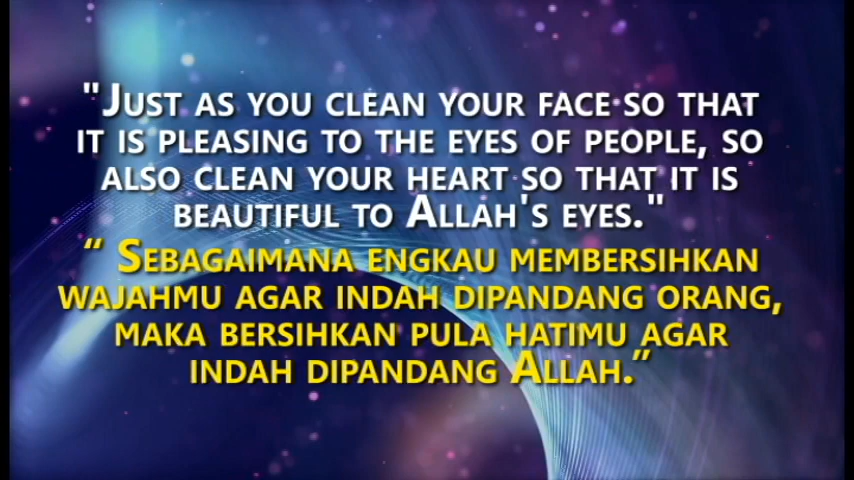 "Just as you clean your face so that
it is pleasing to the eyes of people, so
also clean your heart so that it is
beautiful to Allah's eyes."
“ Sebagaimana engkau membersihkan
wajahmu agar indah dipandang orang,
maka bersihkan pula hatimu agar
indah dipandang Allah.”